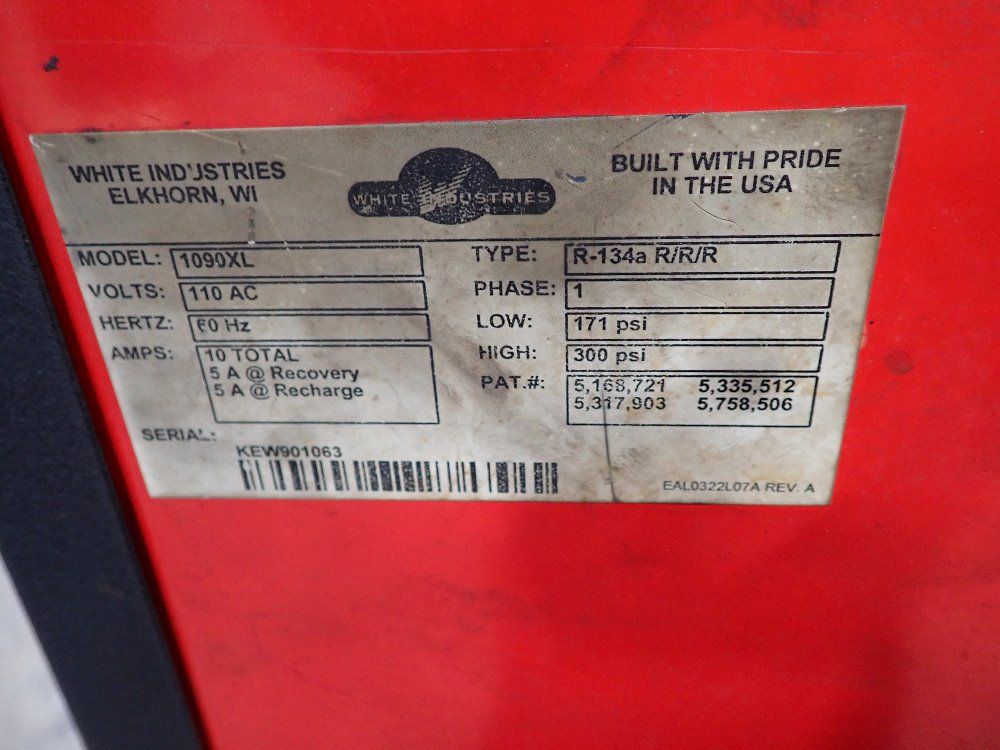 WHITE INDUSTRIES
ELKHORN, WI
WHITE INDUSTRIES
BUILT WITH PRIDE
IN THE USA
MODEL: 1090XL
VOLTS: 110 AC
HERTZ: 60 Hz
AMPS: 10 TOTAL
5 A @ Recovery
5 A @ Recharge
TYPE: R-134a R/R/R
PHASE: 1
LOW: 171 psi
HIGH: 300 psi
PAT.#: 5,168,721 5,335,512
5,317,903 5,758,506
SERIAL:
KEW901063
EAL0322L07A REV. A